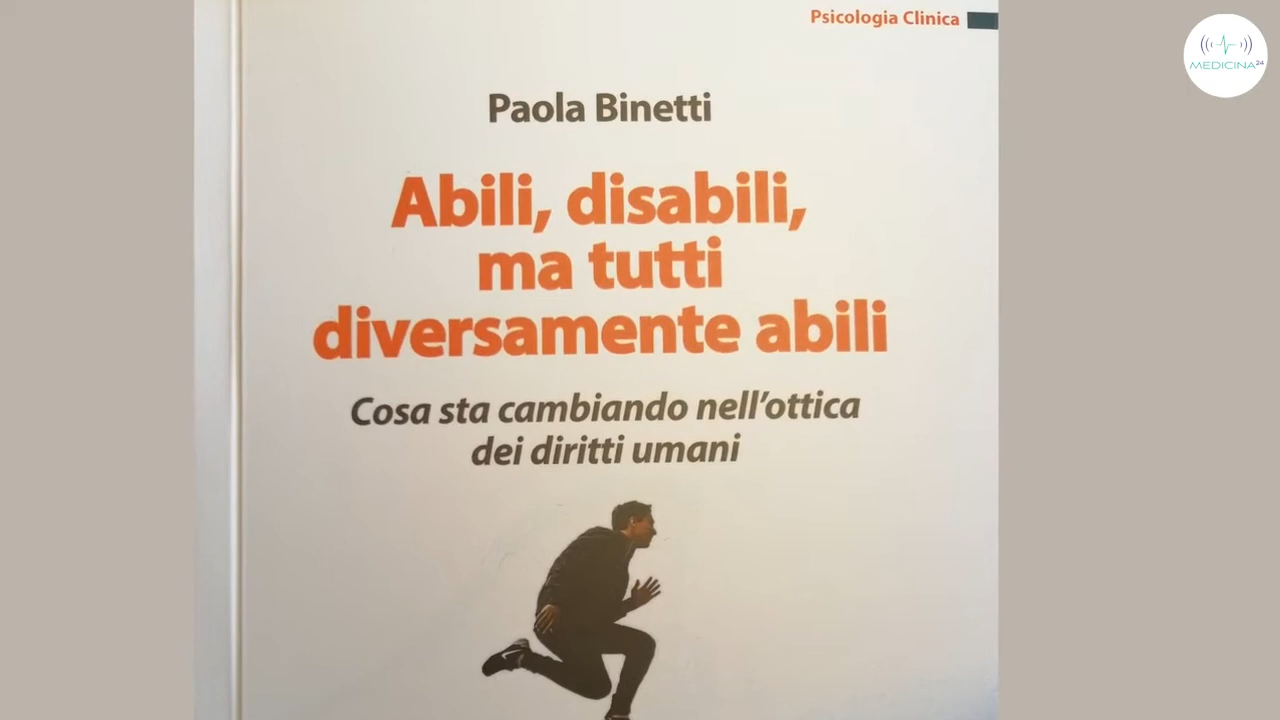 Psicologia Clinica
MEDICINA24
Paola Binetti
Abili, disabili,
ma tutti
diversamente abili
Cosa sta cambiando nell'ottica
dei diritti umani